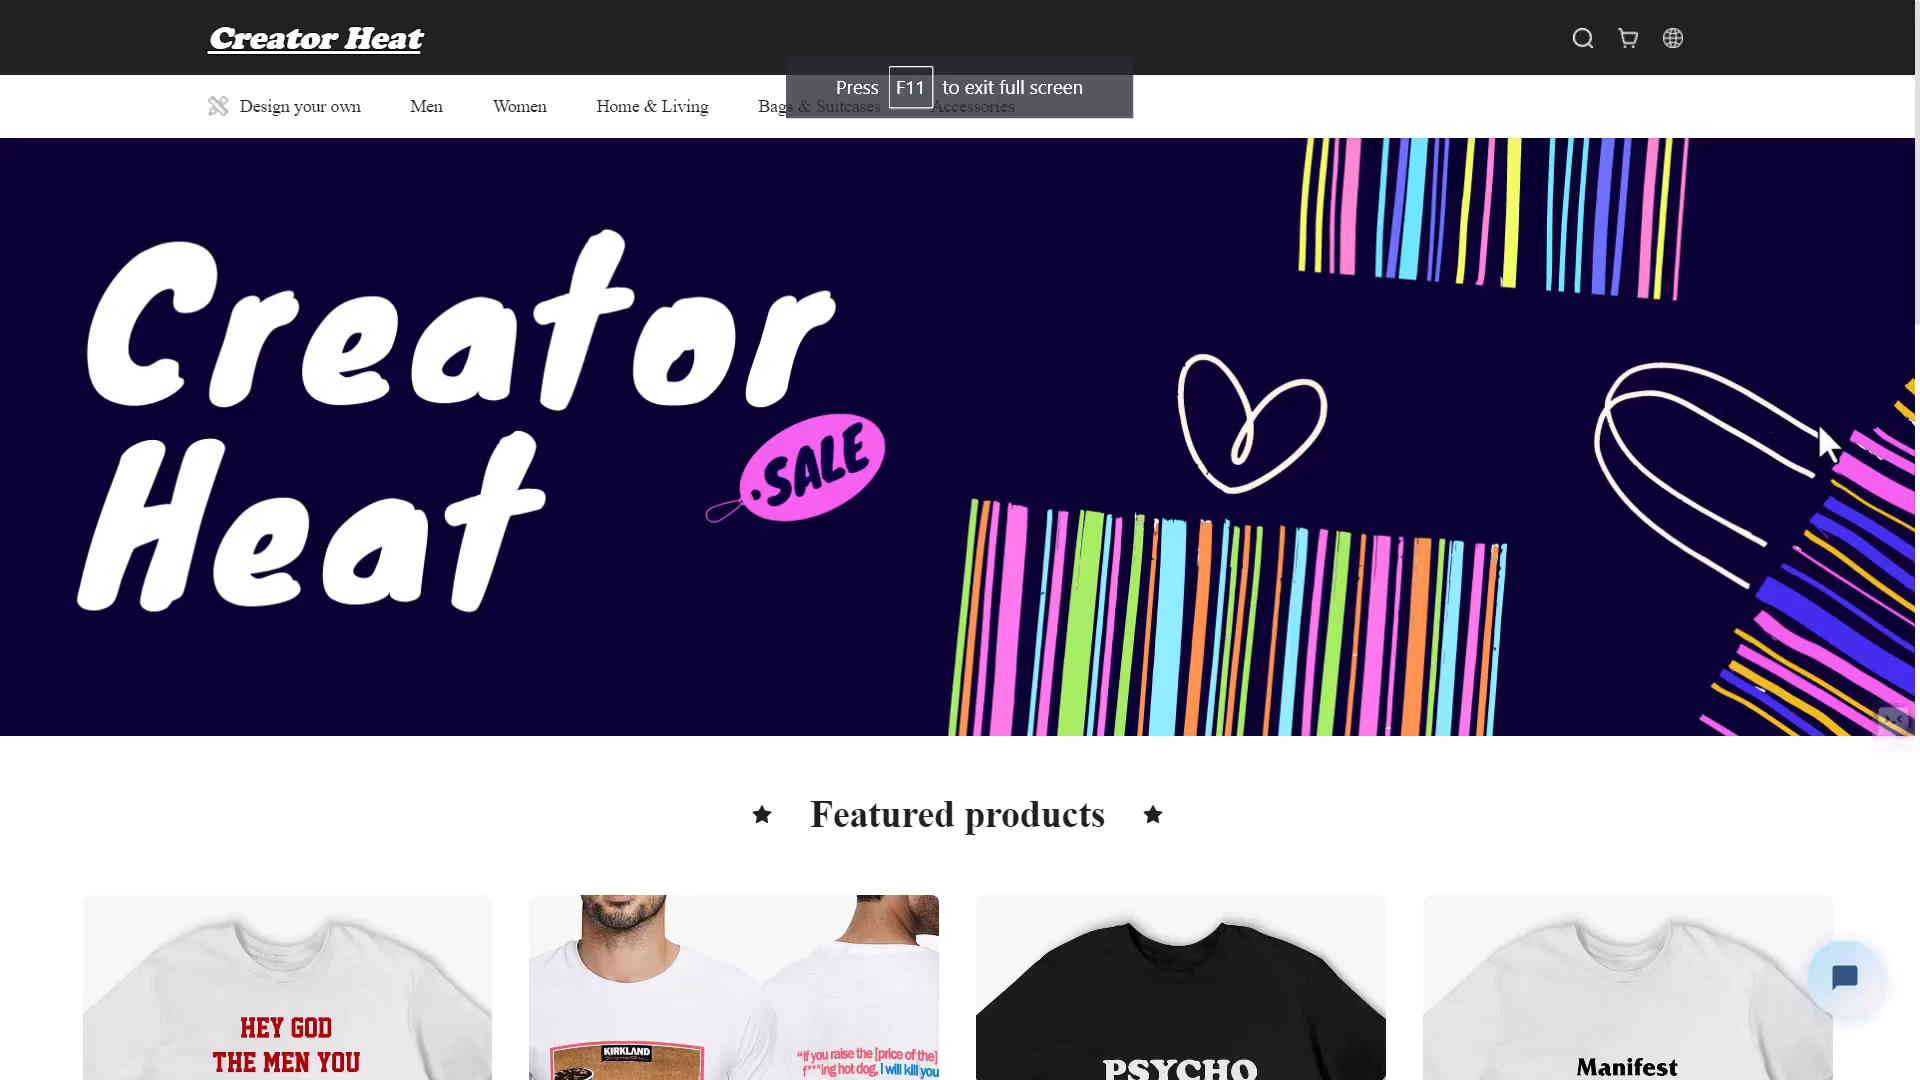 Creator Heat
Press F11 to exit full screen
Design your own Men Women Home & Living Bags & Suitcases Accessories
Creator
Heat
SALE
Featured products
HEY GOD
THE MEN YOU
KIRKLAND
"If you raise the [price of the]
f***ing hot dog, I will kill you
PSYCHO
Manifest